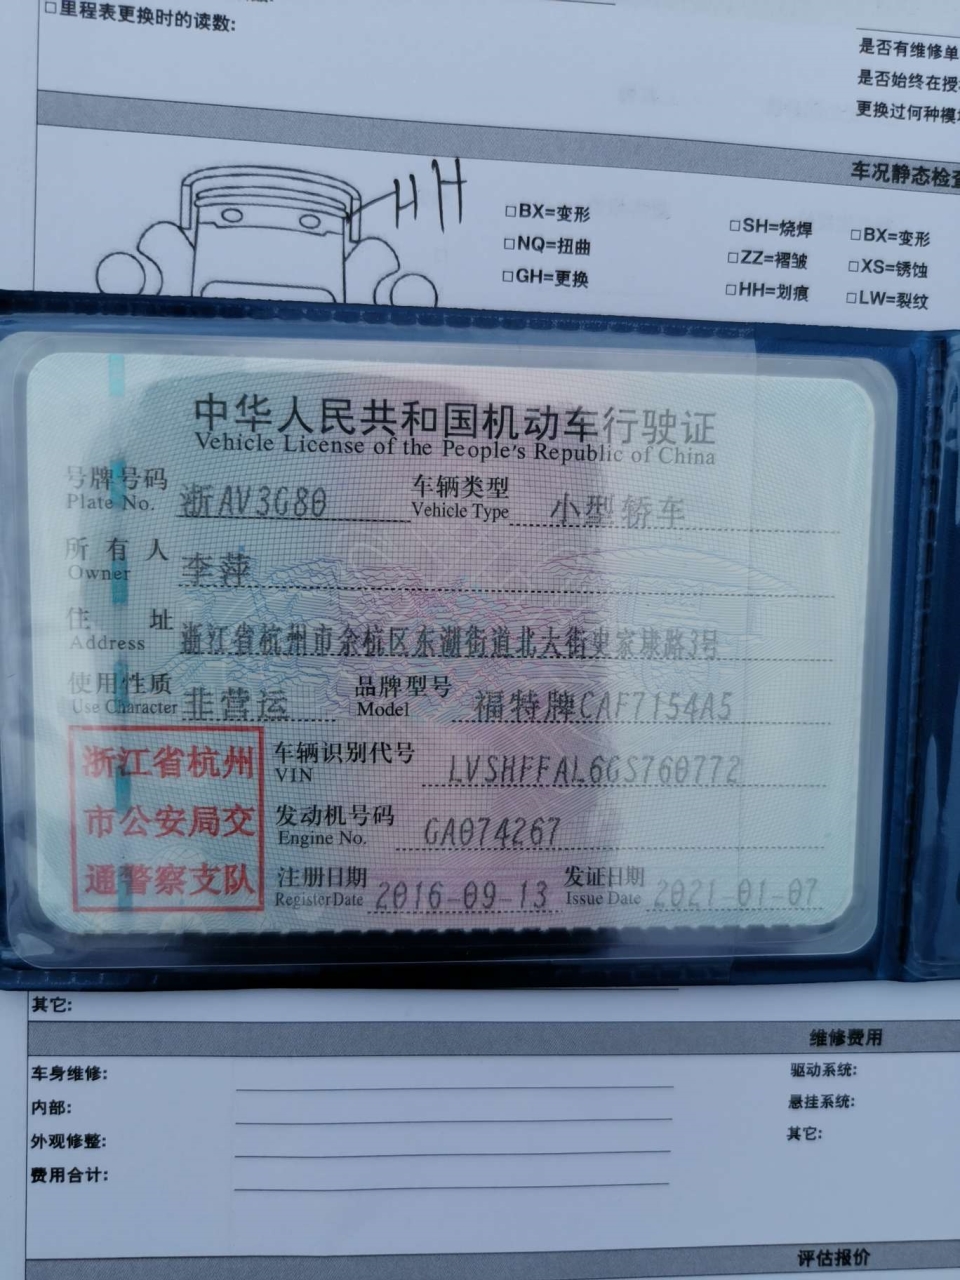 □里程表更换时的读数:
是否有维修单
是否始终在授
更换过何种模
车况静态检查
HH
□BX=变形 □SH=烧焊 □BX=变形
□NQ=扭曲 □ZZ=褶皱 □XS=锈蚀
□GH=更换 □HH=划痕 □LW=裂纹
中华人民共和国机动车行驶证
Vehicle License of the People's Republic of China
号牌号码 浙AV3G80 车辆类型 小型轿车
Plate No. Vehicle Type
所有人 李萍
Owner
住址 浙江省杭州市余杭区东湖街道北大街史家埭路3号
Address
使用性质 非营运 品牌型号 福特牌CAF7154A5
Use Character Model
浙江省杭州
市公安局交
通警察支队
车辆识别代号 LVSHFFAL6GS760772
VIN
发动机号码 GA074267
Engine No.
注册日期 2016-09-13 发证日期 2021-01-07
Register Date Issue Date
其它:
维修费用
车身维修: 驱动系统:
内部: 悬挂系统:
外观修整: 其它:
费用合计:
评估报价